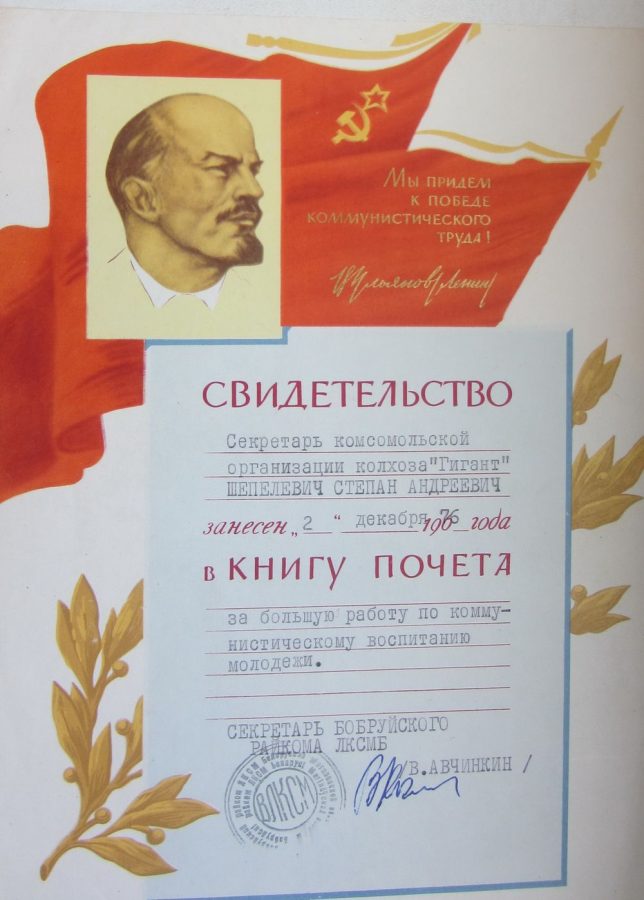 Мы придем
к победе
коммунистического
труда!
В. Ульянов (Ленин)
СВИДЕТЕЛЬСТВО
Секретарь комсомольской
организации колхоза "Гигант"
ШЕПЕЛЕВИЧ СТЕПАН АНДРЕЕВИЧ
занесен „ 2 “ декабря 1976 года
в КНИГУ ПОЧЕТА
за большую работу по комму-
нистическому воспитанию
молодежи.
СЕКРЕТАРЬ БОБРУЙСКОГО
РАЙКОМА ЛКСМБ
/В.АВЧИНКИН/
ВЛКСМ